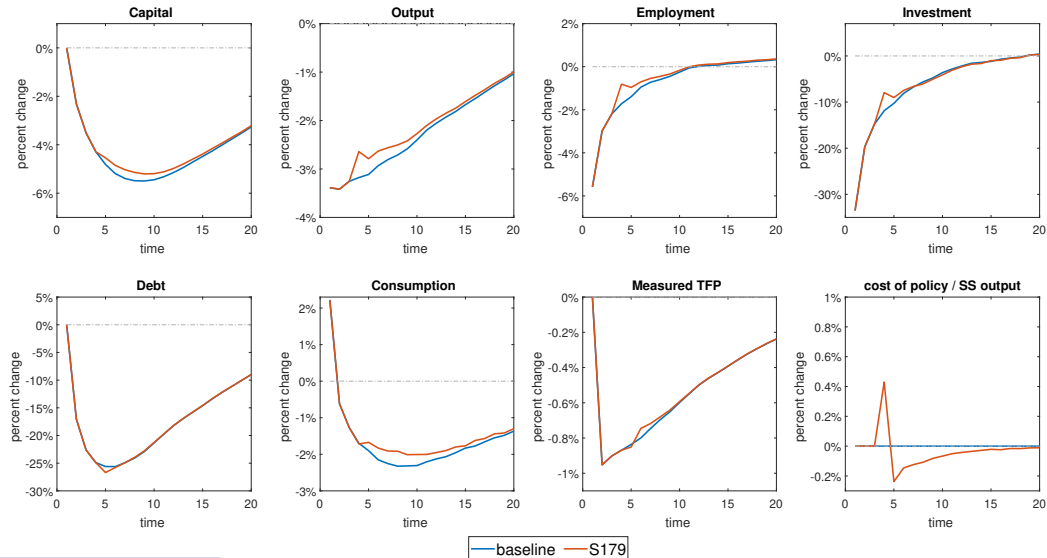 Capital
percent change
0%
-2%
-4%
-6%
0 5 10 15 20
time
Output
percent change
0%
-1%
-2%
-3%
-4%
0 5 10 15 20
time
Employment
percent change
2%
0%
-2%
-4%
-6%
0 5 10 15 20
time
Investment
percent change
0%
-10%
-20%
-30%
0 5 10 15 20
time
Debt
percent change
5%
0%
-5%
-10%
-15%
-20%
-25%
-30%
0 5 10 15 20
time
Consumption
percent change
2%
1%
0%
-1%
-2%
-3%
0 5 10 15 20
time
Measured TFP
percent change
0%
-0.2%
-0.4%
-0.6%
-0.8%
-1%
0 5 10 15 20
time
cost of policy / SS output
percent change
1%
0.8%
0.6%
0.4%
0.2%
0%
-0.2%
0 5 10 15 20
time
baseline S179